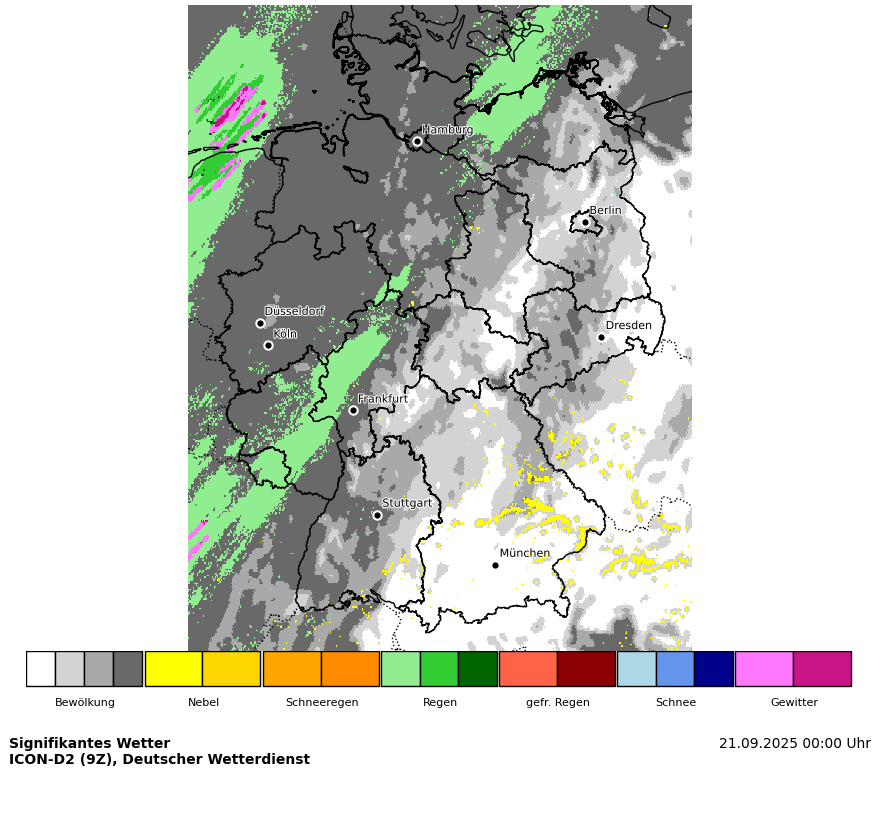 Hamburg
Berlin
Düsseldorf
Köln
Dresden
Frankfurt
Stuttgart
München
Bewölkung Nebel Schneeregen Regen gefr. Regen Schnee Gewitter
Signifikantes Wetter 21.09.2025 00:00 Uhr
ICON-D2 (9Z), Deutscher Wetterdienst